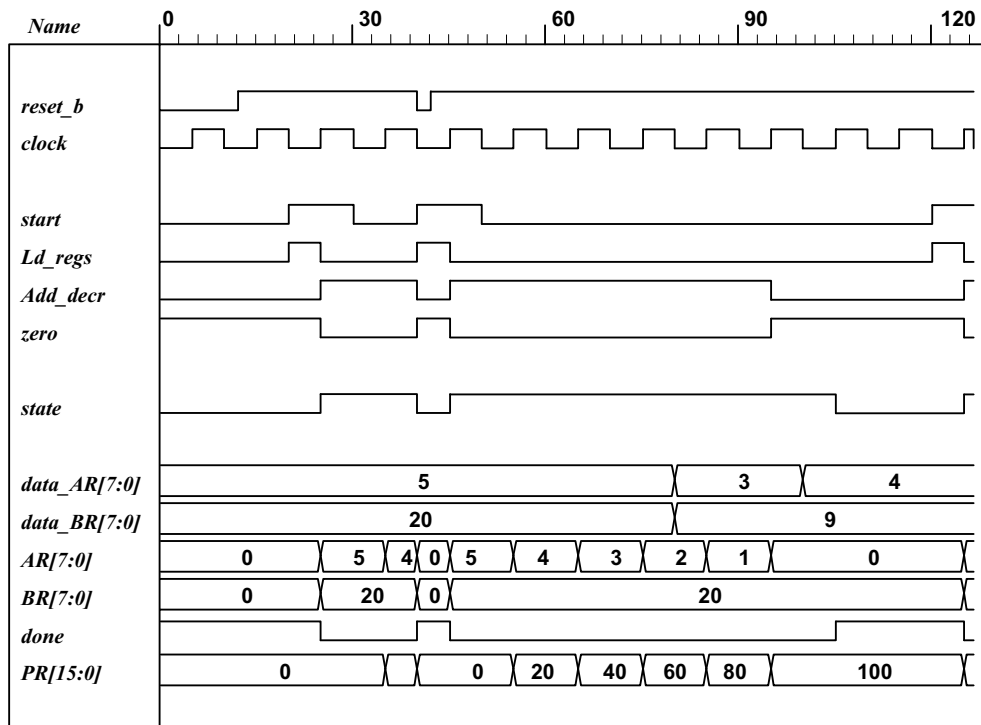 Name 0 30 60 90 120
reset_b
clock
start
Ld_regs
Add_decr
zero
state
data_AR[7:0] 5 3 4
data_BR[7:0] 20 9
AR[7:0] 0 5 4 0 5 4 3 2 1 0
BR[7:0] 0 20 0 20
done
PR[15:0] 0 0 20 40 60 80 100